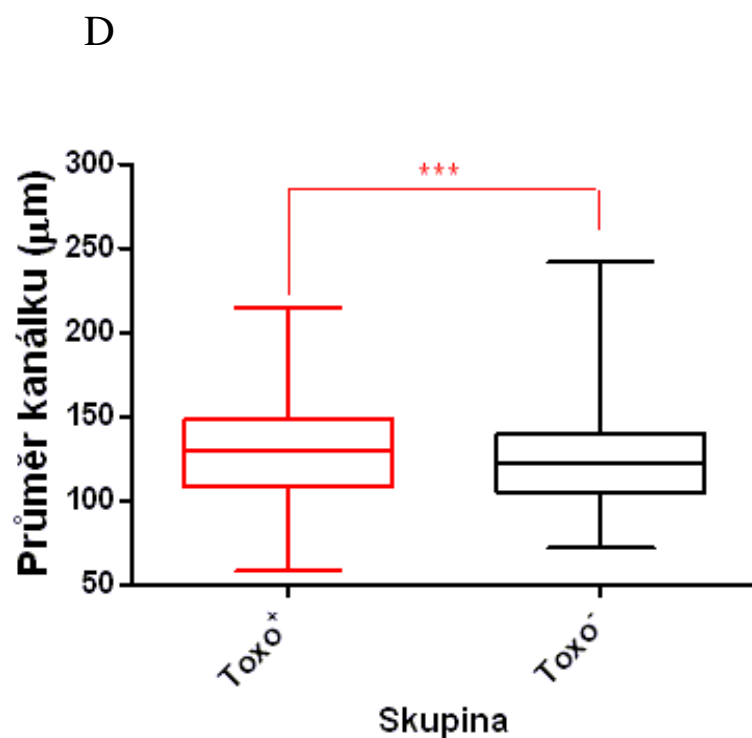 D
300
***
250
200
150
100
50
Průměr kanálku (μm)
Toxo⁺
Toxo⁻
Skupina